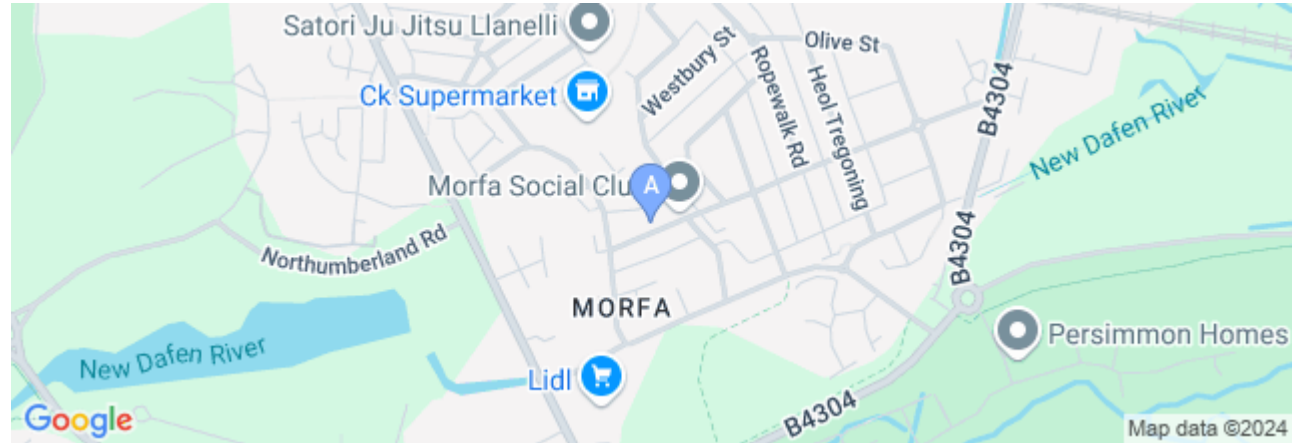 Satori Ju Jitsu Llanelli
Westbury St
Olive St
Ropewalk Rd
Heol Tregoning
B4304
Ck Supermarket
New Dafen River
Morfa Social Clu
A
B4304
Northumberland Rd
MORFA
New Dafen River
Persimmon Homes
Lidl
B4304
Google
Map data ©2024